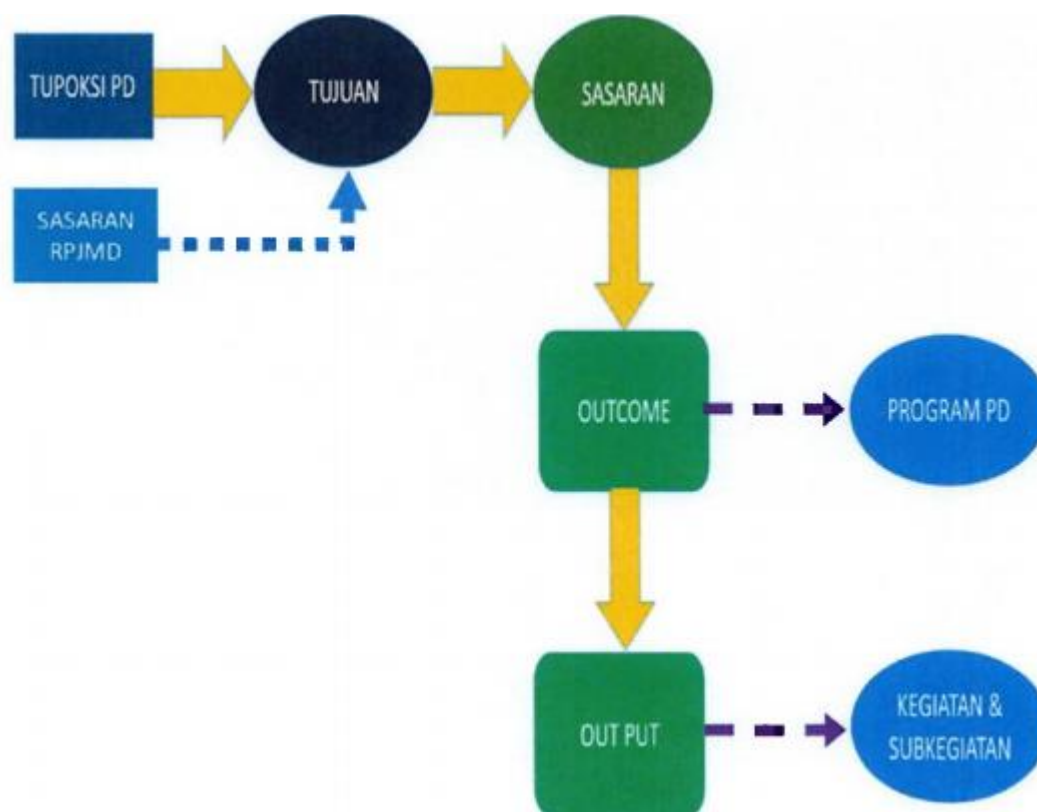 TUPOKSI PD
TUJUAN
SASARAN
SASARAN
RPJMD
OUTCOME
PROGRAM PD
OUT PUT
KEGIATAN &
SUBKEGIATAN